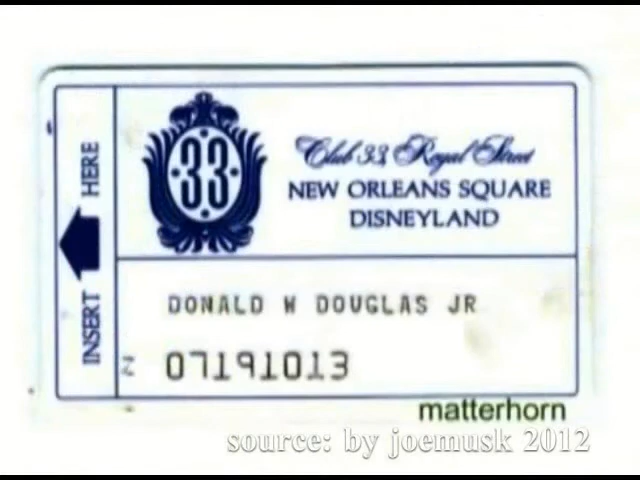 33
Club 33, Royal Street
NEW ORLEANS SQUARE
DISNEYLAND
INSERT HERE
DONALD W DOUGLAS JR
Z 07191013
matterhorn
source: by joemusk 2012